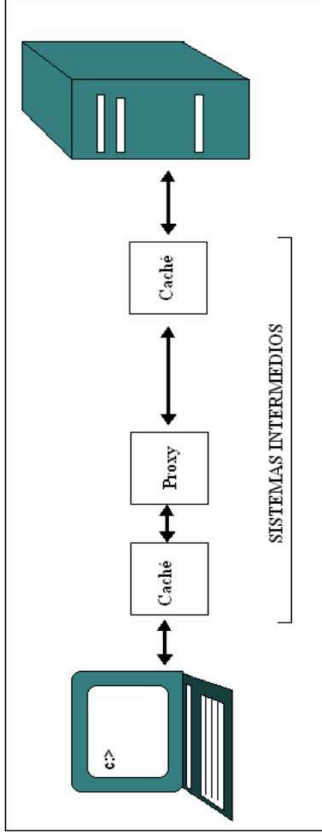 c:>
Caché
Proxy
Caché
SISTEMAS INTERMEDIOS